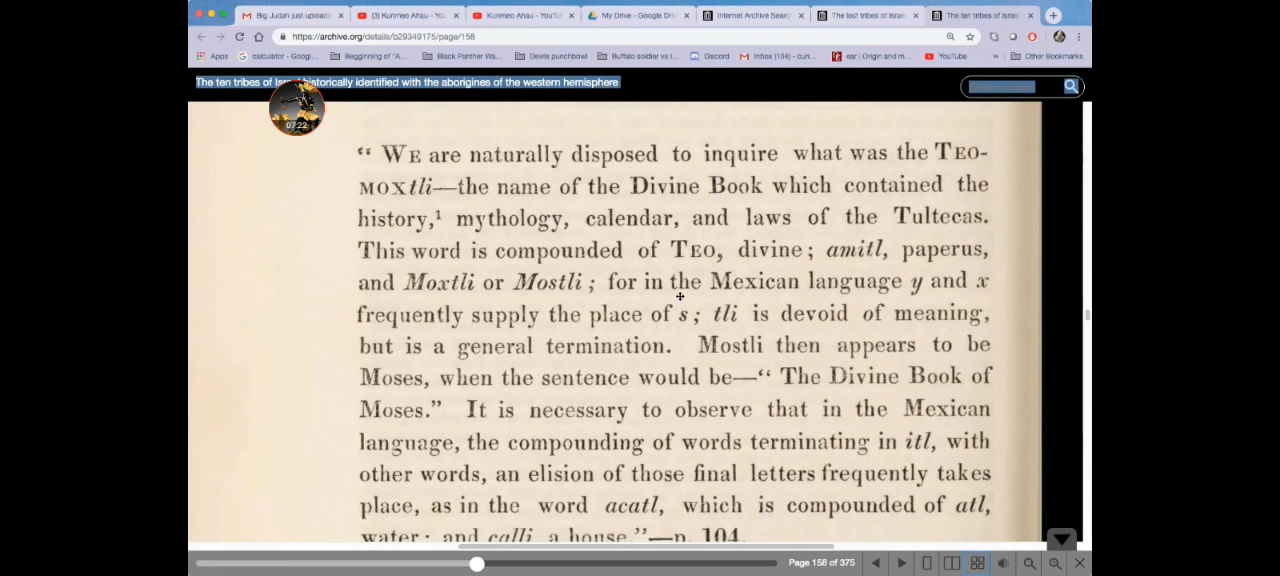 Big Judah just uploade
(3) Kurimeo Ahau - You
Kurimeo Ahau - YouTu
My Drive - Google Driv
Internet Archive Searc
The lost tribes of Israe
The ten tribes of Israe
https://archive.org/details/b29349175/page/158
Apps
calculator - Googl...
Beggining of "A...
Black Panther Wa...
Devils punchbowl
Buffalo soldier vs I...
Discord
Inbox (104) - curi...
esr | Origin and m...
YouTube
Other Bookmarks
The ten tribes of Israel historically identified with the aborigines of the western hemisphere
07:22
“ WE are naturally disposed to inquire what was the TEO-
MOXtli—the name of the Divine Book which contained the
history,¹ mythology, calendar, and laws of the Tultecas.
This word is compounded of TEO, divine; amitl, paperus,
and Moxtli or Mostli; for in the Mexican language y and x
frequently supply the place of s; tli is devoid of meaning,
but is a general termination. Mostli then appears to be
Moses, when the sentence would be—“ The Divine Book of
Moses.” It is necessary to observe that in the Mexican
language, the compounding of words terminating in itl, with
other words, an elision of those final letters frequently takes
place, as in the word acatl, which is compounded of atl,
water; and calli a house.”—p. 104.
Page 158 of 375